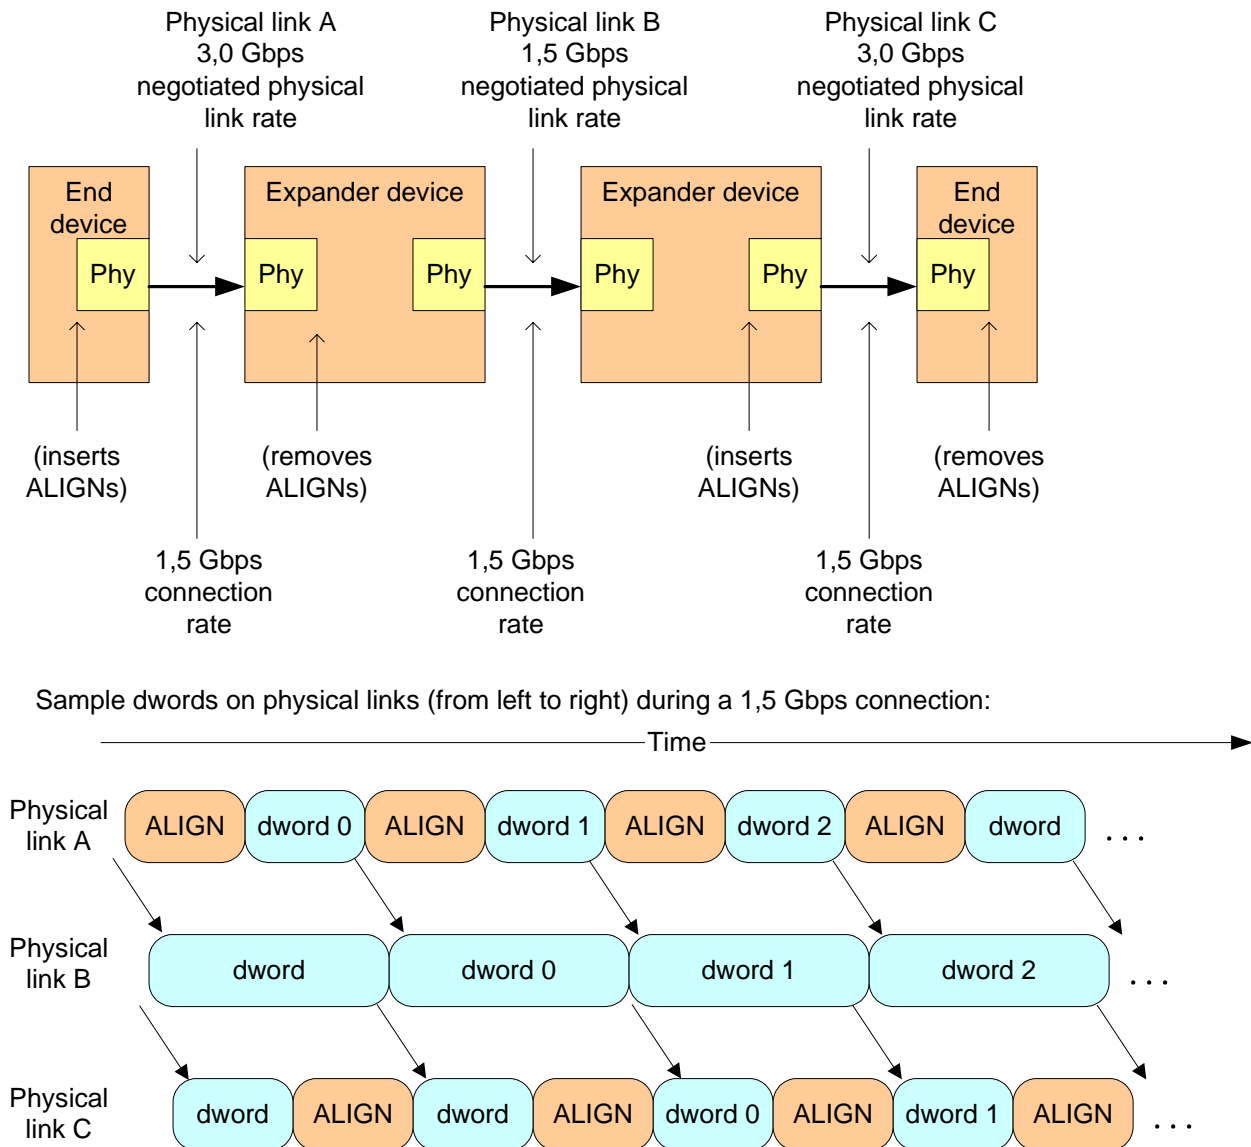 Physical link A
3,0 Gbps
negotiated physical
link rate
Physical link B
1,5 Gbps
negotiated physical
link rate
Physical link C
3,0 Gbps
negotiated physical
link rate
End
device
Phy
Expander device
Phy
Phy
Expander device
Phy
Phy
End
device
Phy
(inserts
ALIGNs)
(removes
ALIGNs)
(inserts
ALIGNs)
(removes
ALIGNs)
1,5 Gbps
connection
rate
1,5 Gbps
connection
rate
1,5 Gbps
connection
rate
Sample dwords on physical links (from left to right) during a 1,5 Gbps connection:
Time
Physical
link A
ALIGN dword 0 ALIGN dword 1 ALIGN dword 2 ALIGN dword . . .
Physical
link B
dword dword 0 dword 1 dword 2 . . .
Physical
link C
dword ALIGN dword ALIGN dword 0 ALIGN dword 1 ALIGN . . .